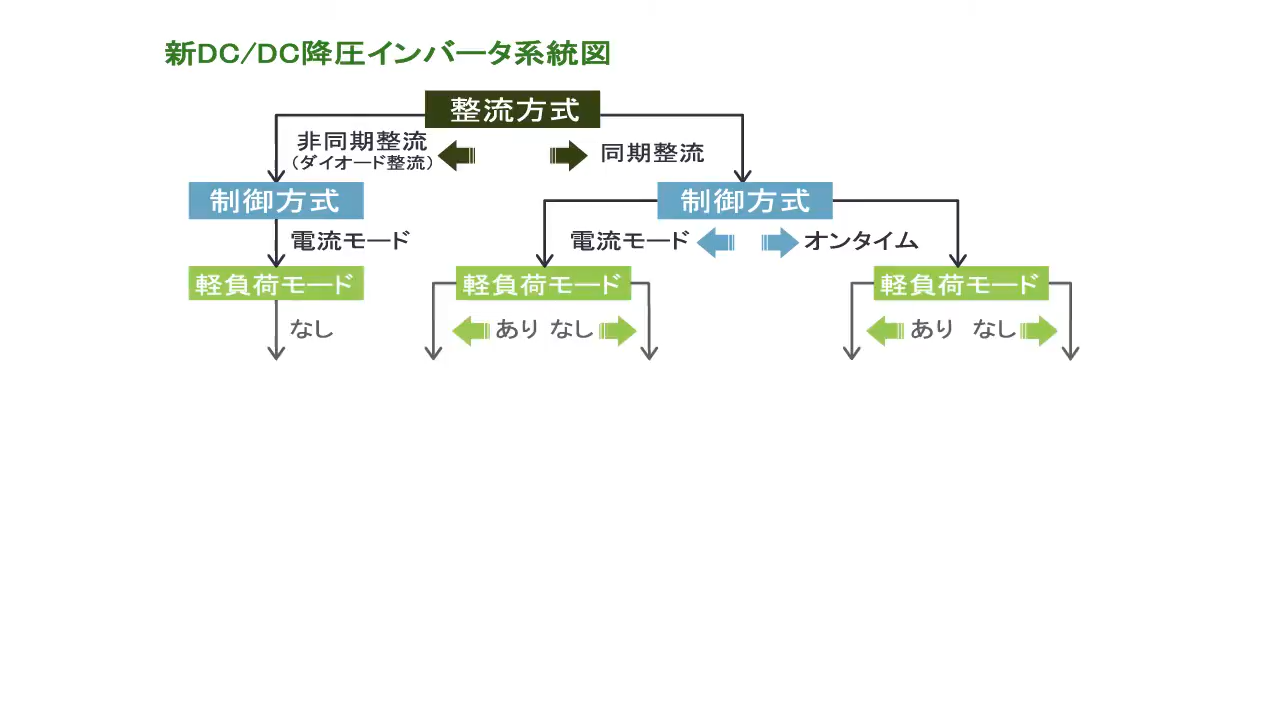 新DC/DC降圧インバータ系統図
整流方式
非同期整流
(ダイオード整流)
同期整流
制御方式
制御方式
電流モード
電流モード
オンタイム
軽負荷モード
軽負荷モード
軽負荷モード
なし
あり なし
あり なし